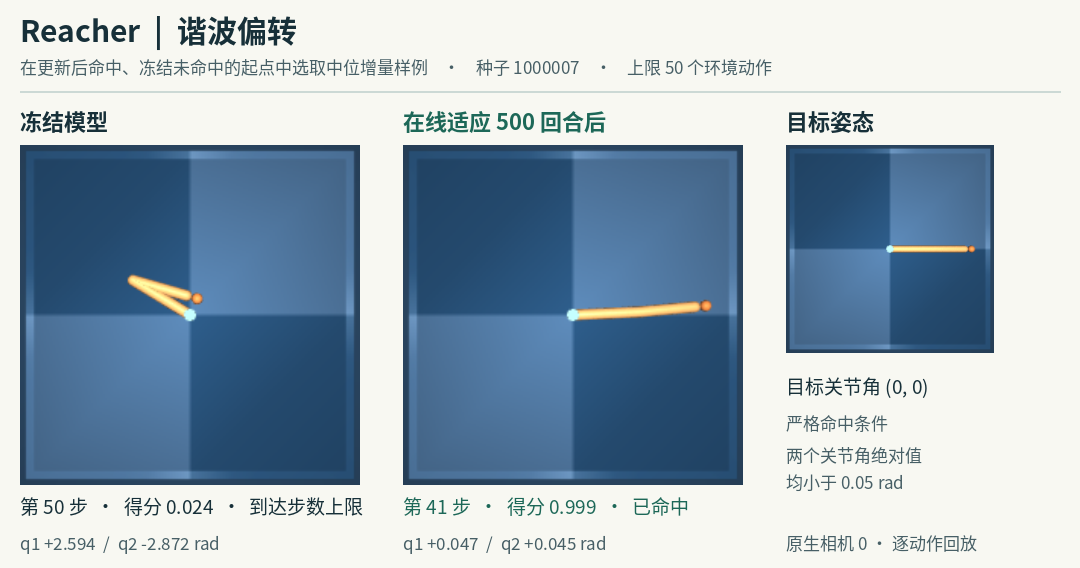 Reacher｜谐波偏转
在更新后命中、冻结未命中的起点中选取中位增量样例 · 种子 1000007 · 上限 50 个环境动作
冻结模型
在线适应 500 回合后
目标姿态
目标关节角 (0, 0)
严格命中条件
两个关节角绝对值
均小于 0.05 rad
第 50 步 · 得分 0.024 · 到达步数上限
第 41 步 · 得分 0.999 · 已命中
q1 +2.594 / q2 -2.872 rad
q1 +0.047 / q2 +0.045 rad
原生相机 0 · 逐动作回放